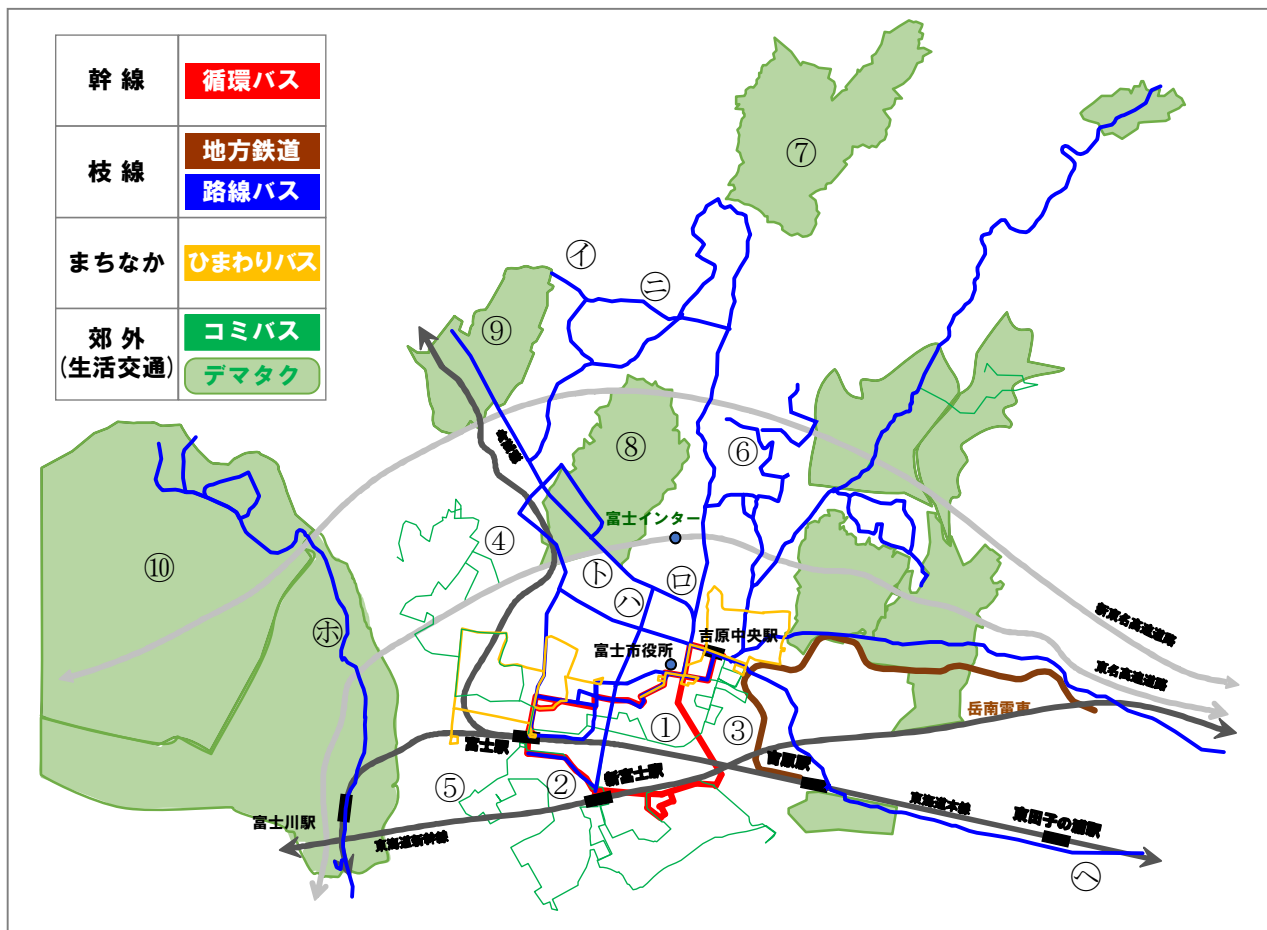 幹 線
循環バス
枝 線
地方鉄道
路線バス
まちなか
ひまわりバス
郊 外
(生活交通)
コミバス
デマタク
⑦
㋑
㋥
⑨
⑧
⑥
富士インター
④
⑩
㋣
㋩
㋺
㋭
新東名高速道路
吉原中央駅
富士市役所
東名高速道路
岳南電車
①
③
富士駅
⑤
②
新富士駅
吉原駅
東海道本線
富士川駅
東海道新幹線
東田子の浦駅
㋬